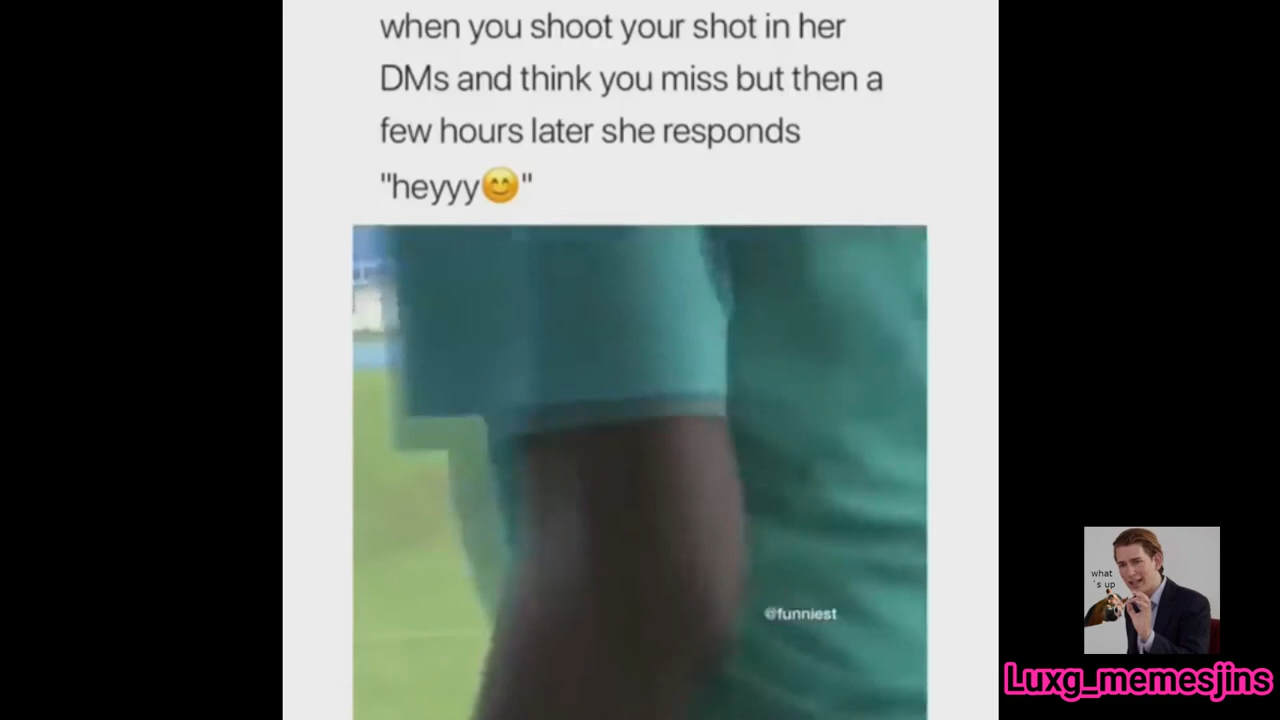 when you shoot your shot in her
DMs and think you miss but then a
few hours later she responds
"heyyy😊"
@funniest
what
´s up
Luxg_memesjins